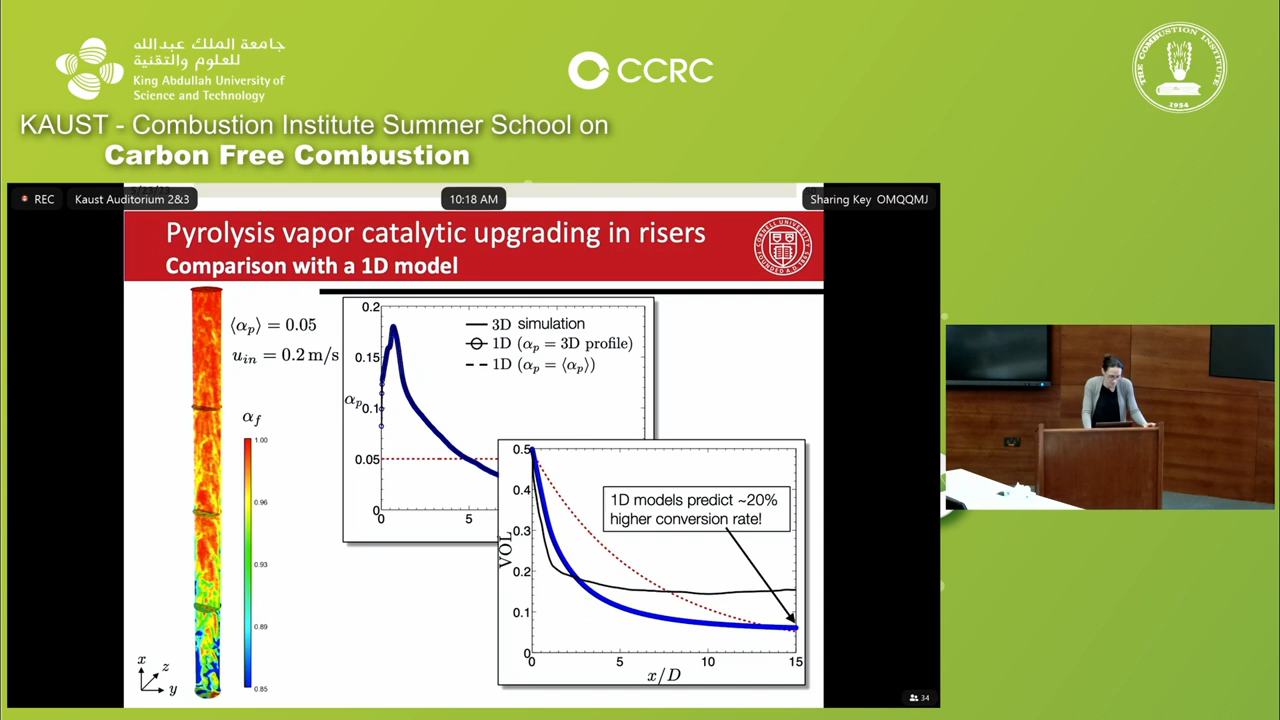 جامعة الملك عبدالله
للعلوم والتقنية
King Abdullah University of
Science and Technology
CCRC
THE COMBUSTION INSTITUTE
1954
KAUST - Combustion Institute Summer School on
Carbon Free Combustion
REC
Kaust Auditorium 2&3
10:18 AM
Sharing Key OMQQMJ
Pyrolysis vapor catalytic upgrading in risers
Comparison with a 1D model
⟨αp⟩ = 0.05
uin = 0.2 m/s
αf
1.00
0.96
0.93
0.89
0.85
x
z
y
0.2
0.15
αp
0.1
0.05
0
0
5
3D simulation
1D (αp = 3D profile)
1D (αp = ⟨αp⟩)
0.5
0.4
0.3
VOL
0.2
0.1
0
0
5
10
15
x/D
1D models predict ~20%
higher conversion rate!
34